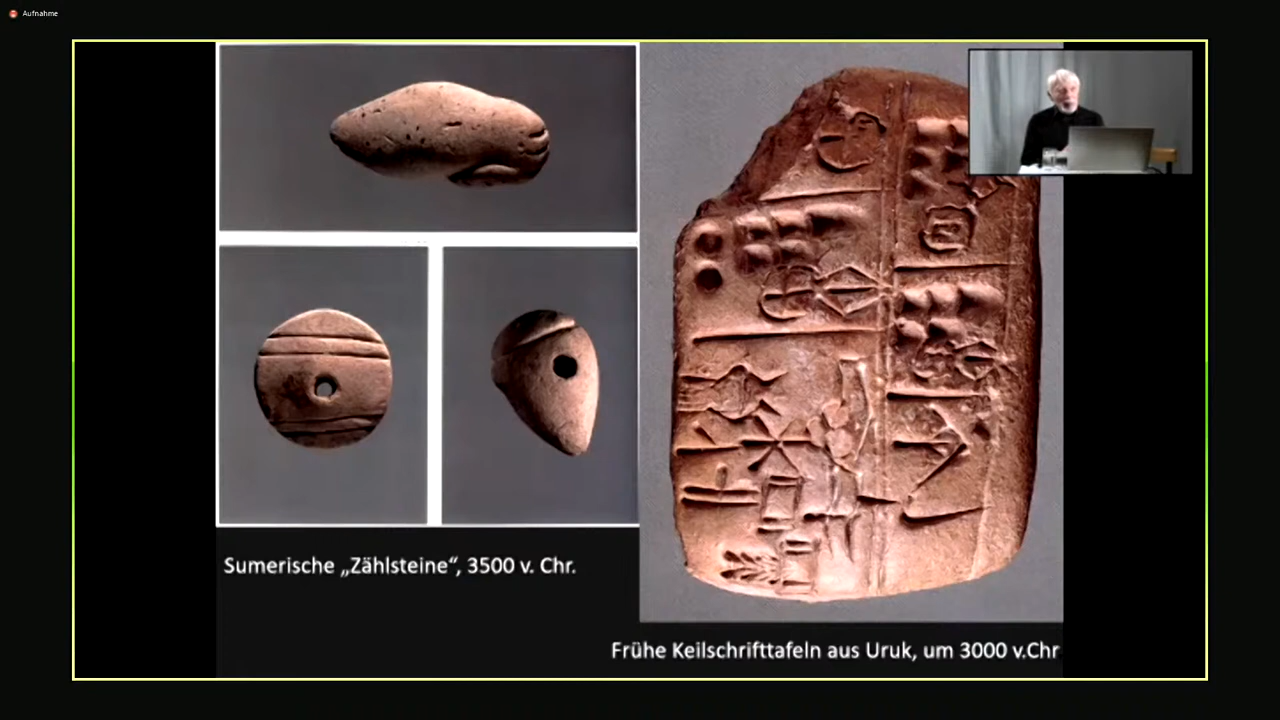 Aufnahme
Sumerische „Zählsteine“, 3500 v. Chr.
Frühe Keilschrifttafeln aus Uruk, um 3000 v.Chr